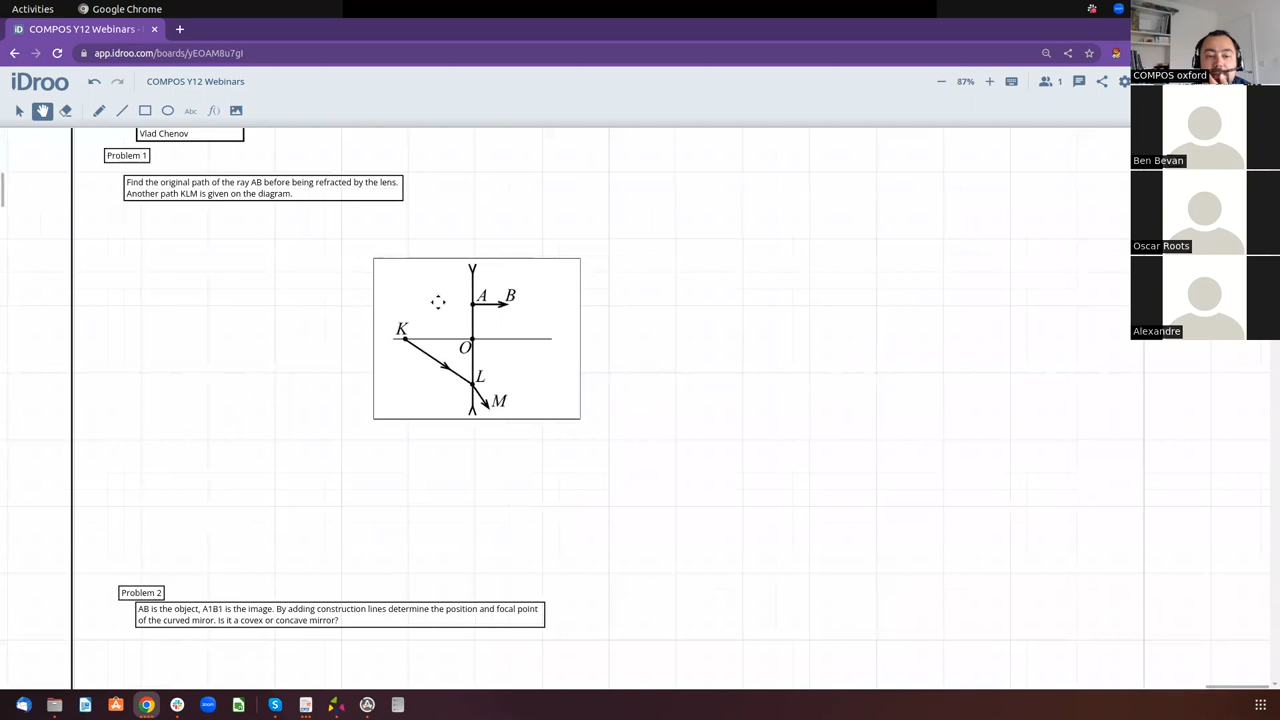 Activities
Google Chrome
COMPOS Y12 Webinars -
app.idroo.com/boards/yEOAM8u7gI
iDroo
COMPOS Y12 Webinars
87%
1
Abc
f()
COMPOS oxford
Ben Bevan
Oscar Roots
Alexandre
Vlad Chenov
Problem 1
Find the original path of the ray AB before being refracted by the lens.
Another path KLM is given on the diagram.
A
B
K
O
L
M
Problem 2
AB is the object, A1B1 is the image. By adding construction lines determine the position and focal point
of the curved miror. Is it a covex or concave mirror?